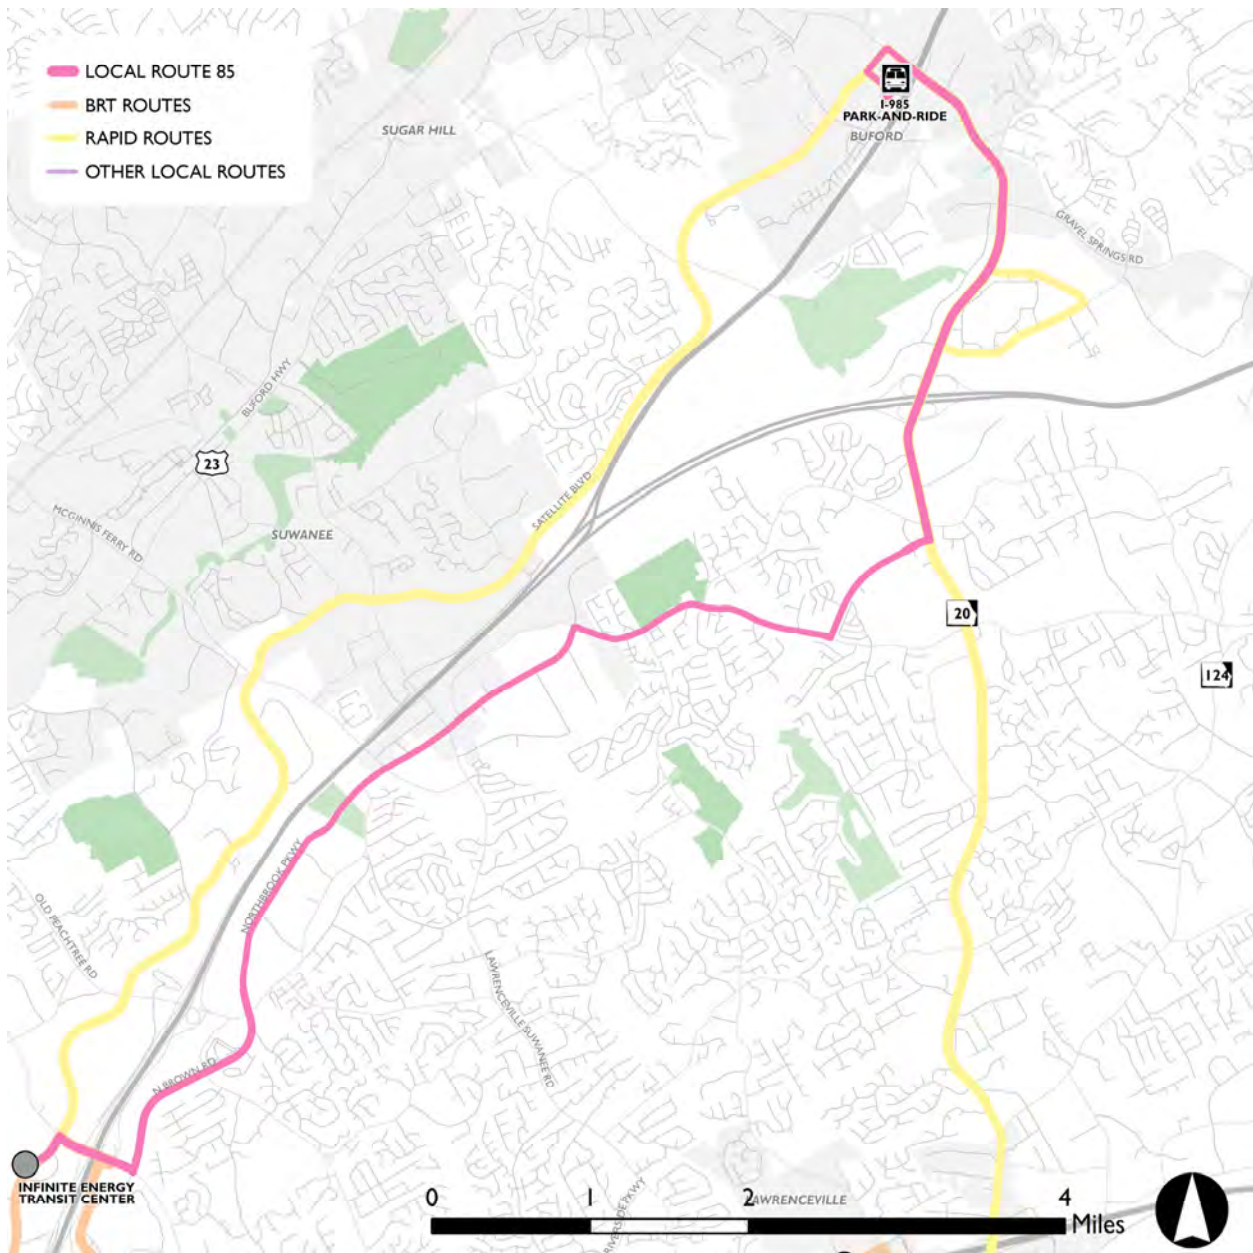 LOCAL ROUTE 85
BRT ROUTES
RAPID ROUTES
OTHER LOCAL ROUTES
I-985
PARK-AND-RIDE
BUFORD
SUGAR HILL
GRAVEL SPRINGS RD
BUFORD HWY
23
SATELLITE BLVD
MCGINNIS FERRY RD
SUWANEE
20
124
NORTHBROOK PKWY
OLD PEACHTREE RD
LAWRENCEVILLE SUWANEE RD
N BROWN RD
INFINITE ENERGY
TRANSIT CENTER
RIVERSIDE PKWY
LAWRENCEVILLE
0 1 2 4
Miles